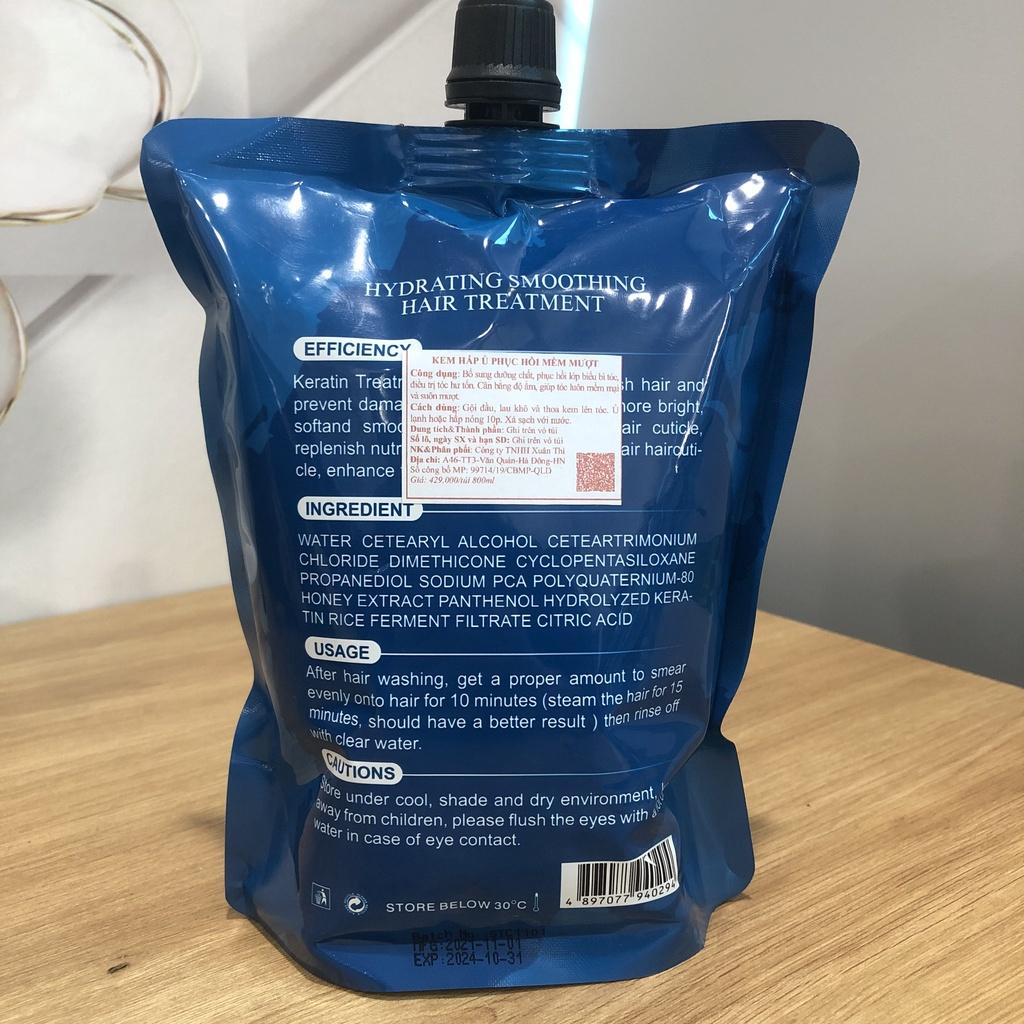 HYDRATING SMOOTHING
HAIR TREATMENT
EFFICIENCY
Keratin hair and
prevent more bright,
softand hair cuticle,
replenish hair haircuti-
cle, enhance
KEM HẤP Ủ PHỤC HỒI MỀM MƯỢT
Công dụng: Bổ sung dưỡng chất, phục hồi lớp biểu bì tóc,
điều trị tóc hư tổn. Cân bằng độ ẩm, giúp tóc luôn mềm mại
và suôn mượt.
Cách dùng: Gội đầu, lau khô và thoa kem lên tóc. Ủ
lạnh hoặc hấp nóng 10p. Xả sạch với nước.
Dung tích&Thành phần: Ghi trên vỏ túi
Số lô, ngày SX và hạn SD: Ghi trên vỏ túi
NK&Phân phối: Công ty TNHH Xuân Thi
Địa chỉ: A46-TT3-Văn Quán-Hà Đông-HN
Số công bố MP: 99714/19/CBMP-QLD
Giá: 429.000/túi 800ml
INGREDIENT
WATER CETEARYL ALCOHOL CETEARTRIMONIUM
CHLORIDE DIMETHICONE CYCLOPENTASILOXANE
PROPANEDIOL SODIUM PCA POLYQUATERNIUM-80
HONEY EXTRACT PANTHENOL HYDROLYZED KERA-
TIN RICE FERMENT FILTRATE CITRIC ACID
USAGE
After hair washing, get a proper amount to smear
evenly onto hair for 10 minutes (steam the hair for 15
minutes, should have a better result ) then rinse off
with clear water.
CAUTIONS
Store under cool, shade and dry environment,
away from children, please flush the eyes with
water in case of eye contact.
STORE BELOW 30°C
4 897077 940294
Batch No
MFG:2021-11-01
EXP:2024-10-31